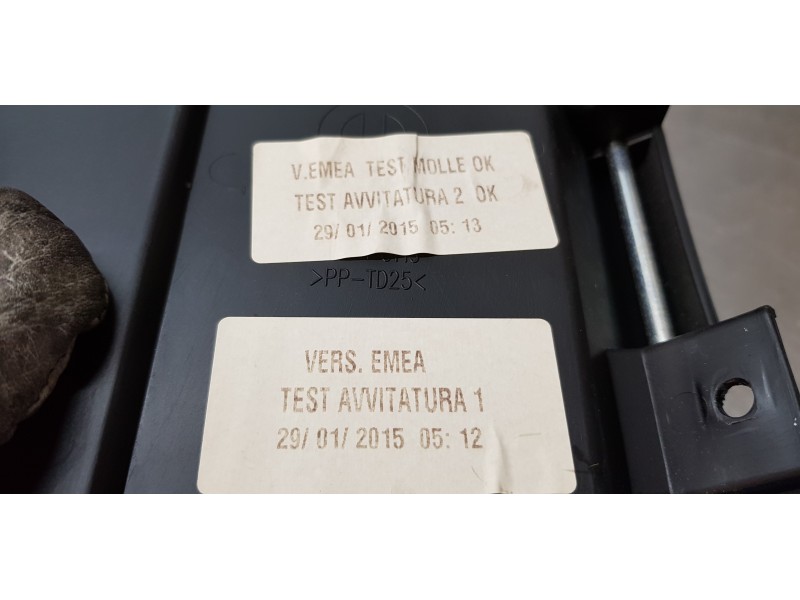 V.EMEA TEST MOLLE OK
TEST AVVITATURA 2 OK
29/ 01/ 2015 05: 13
>PP-TD25<
VERS. EMEA
TEST AVVITATURA 1
29/ 01/ 2015 05: 12